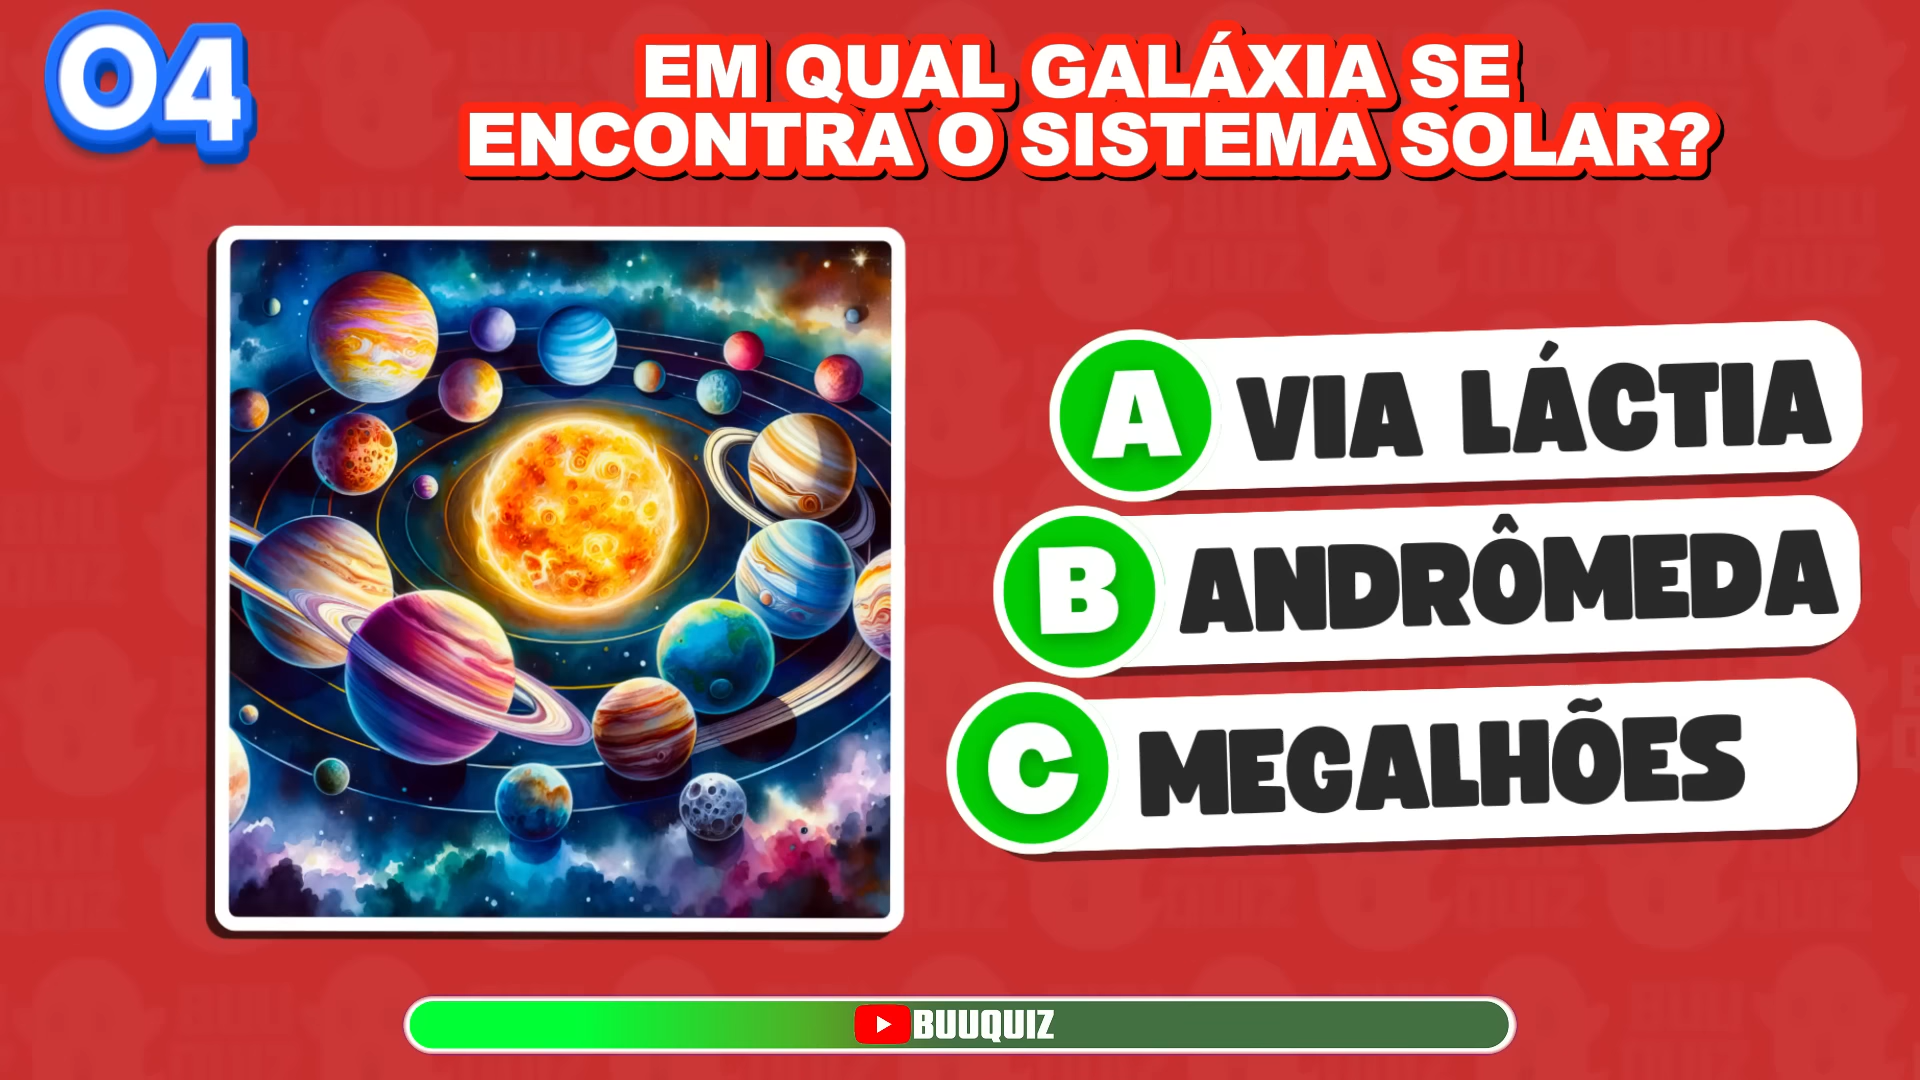 04
EM QUAL GALÁXIA SE
ENCONTRA O SISTEMA SOLAR?
A VIA LÁCTIA
B ANDRÔMEDA
C MEGALHÕES
BUUQUIZ